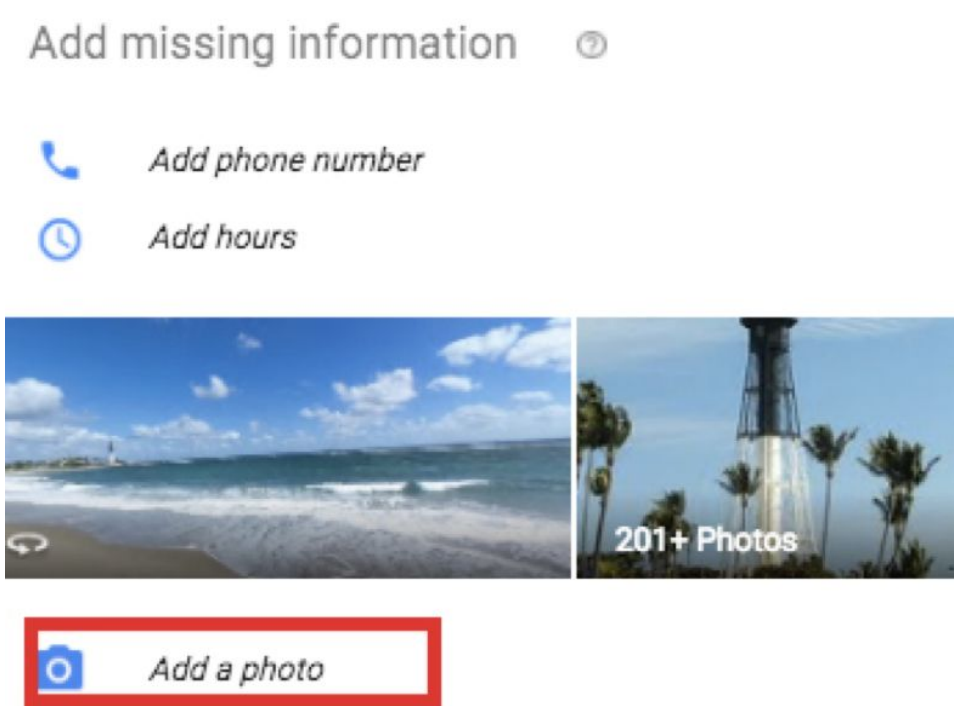 Add missing information
Add phone number
Add hours
201+ Photos
Add a photo